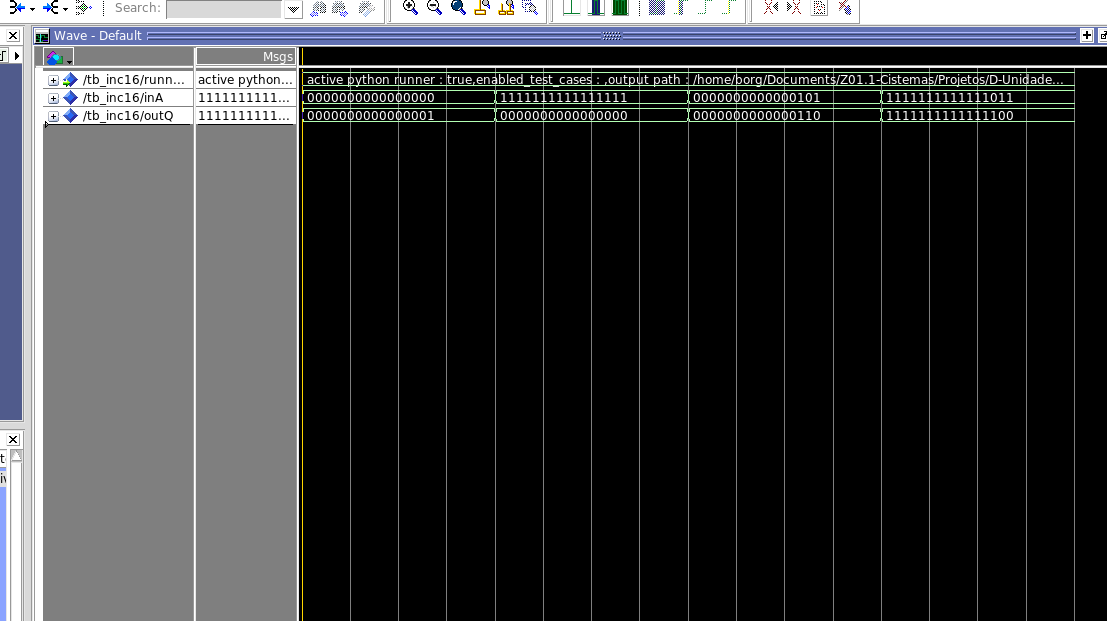 Search:
Wave - Default
Msgs
/tb_inc16/runn... active python... active python runner : true,enabled_test_cases : ,output path : /home/borg/Documents/Z01.1-Cistemas/Projetos/D-Unidade...
/tb_inc16/inA 1111111111... 0000000000000000 1111111111111111 0000000000000101 1111111111111011
/tb_inc16/outQ 1111111111... 0000000000000001 0000000000000000 0000000000000110 1111111111111100